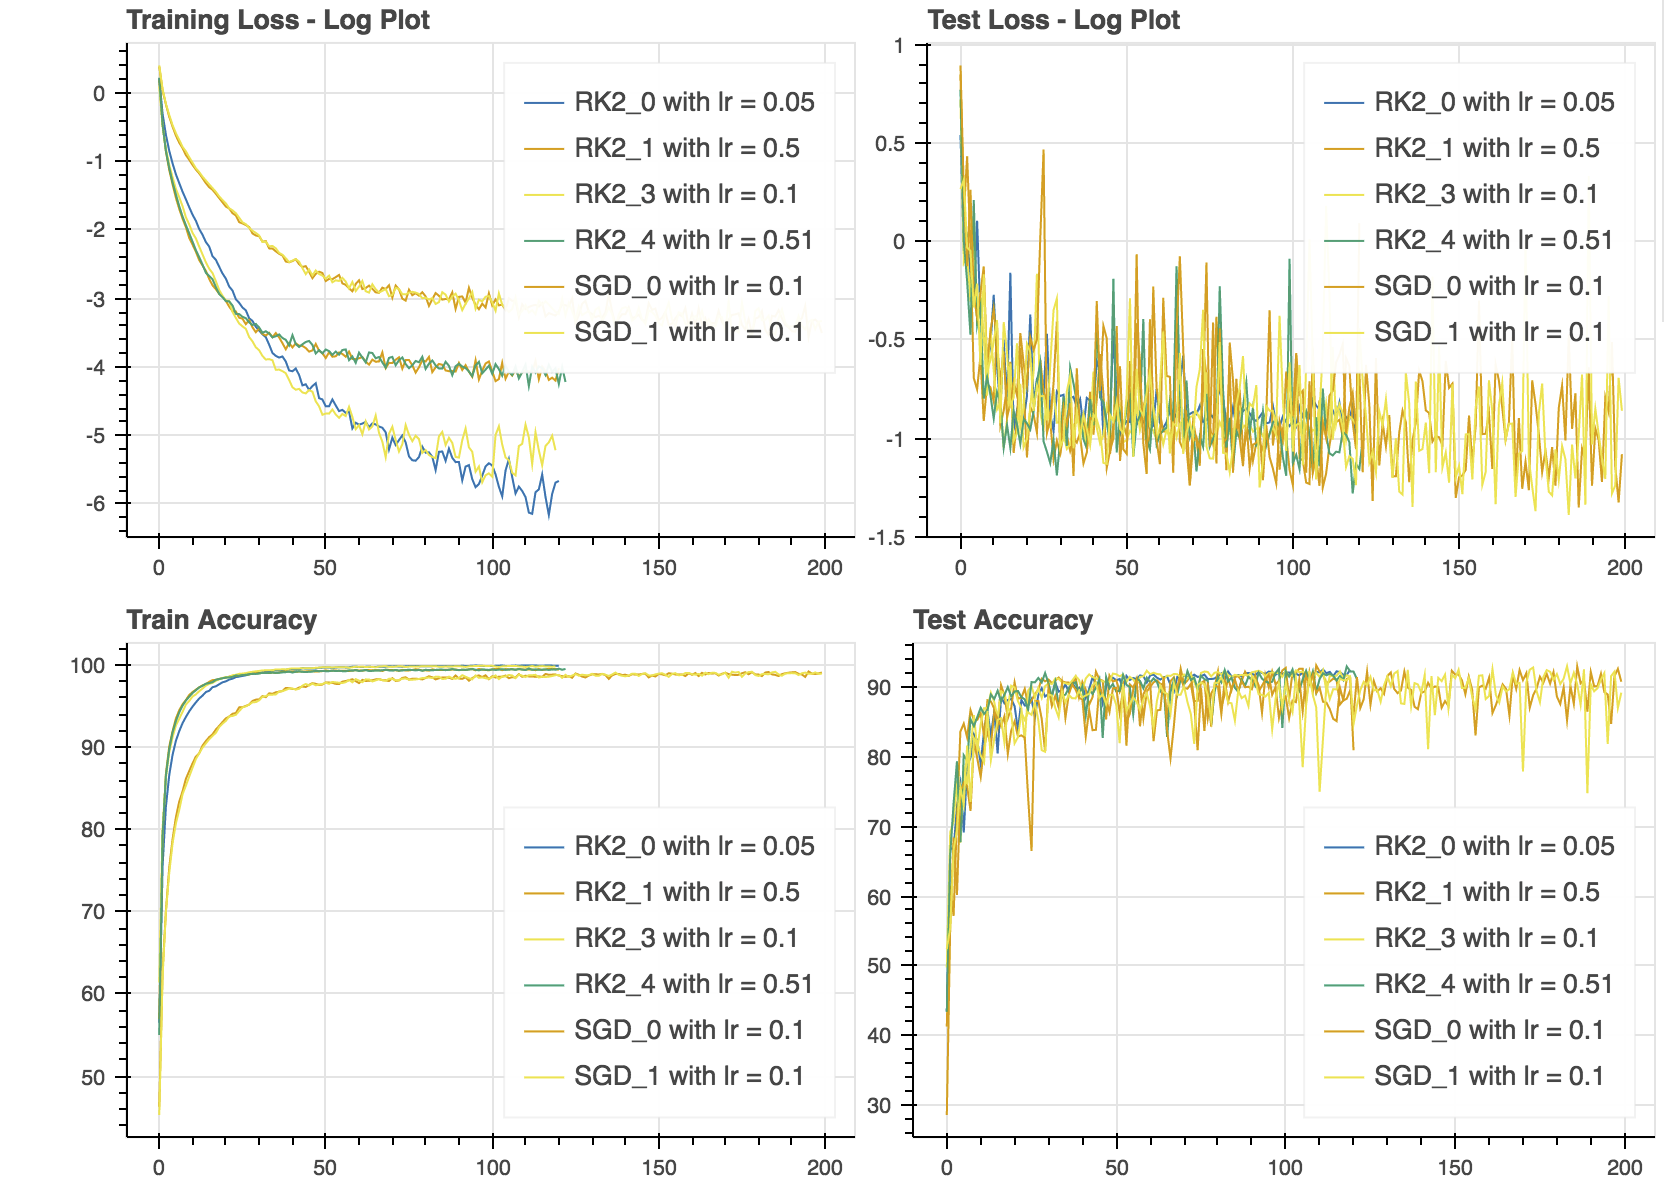 Training Loss - Log Plot
0
-1
-2
-3
-4
-5
-6
0 50 100 150 200
RK2_0 with lr = 0.05
RK2_1 with lr = 0.5
RK2_3 with lr = 0.1
RK2_4 with lr = 0.51
SGD_0 with lr = 0.1
SGD_1 with lr = 0.1
Test Loss - Log Plot
1
0.5
0
-0.5
-1
-1.5
0 50 100 150 200
RK2_0 with lr = 0.05
RK2_1 with lr = 0.5
RK2_3 with lr = 0.1
RK2_4 with lr = 0.51
SGD_0 with lr = 0.1
SGD_1 with lr = 0.1
Train Accuracy
100
90
80
70
60
50
0 50 100 150 200
RK2_0 with lr = 0.05
RK2_1 with lr = 0.5
RK2_3 with lr = 0.1
RK2_4 with lr = 0.51
SGD_0 with lr = 0.1
SGD_1 with lr = 0.1
Test Accuracy
90
80
70
60
50
40
30
0 50 100 150 200
RK2_0 with lr = 0.05
RK2_1 with lr = 0.5
RK2_3 with lr = 0.1
RK2_4 with lr = 0.51
SGD_0 with lr = 0.1
SGD_1 with lr = 0.1